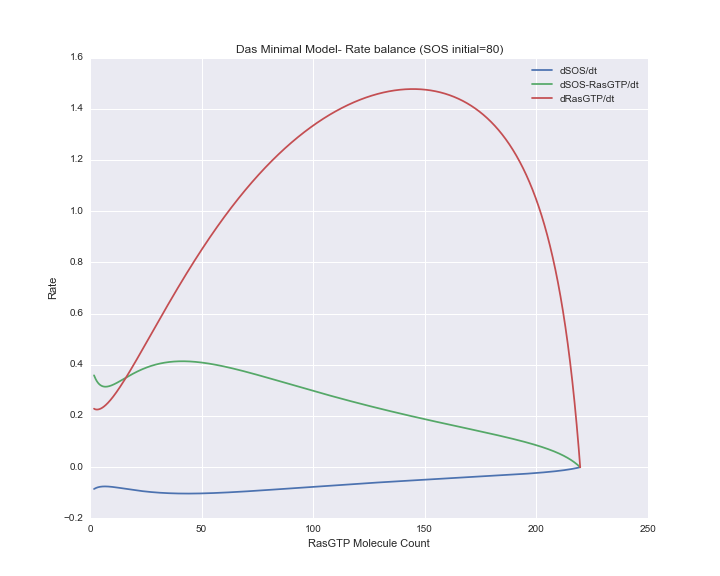 Das Minimal Model- Rate balance (SOS initial=80)
1.6
1.4
1.2
1.0
0.8
0.6
0.4
0.2
0.0
−0.2
Rate
dSOS/dt
dSOS-RasGTP/dt
dRasGTP/dt
0
50
100
150
200
250
RasGTP Molecule Count